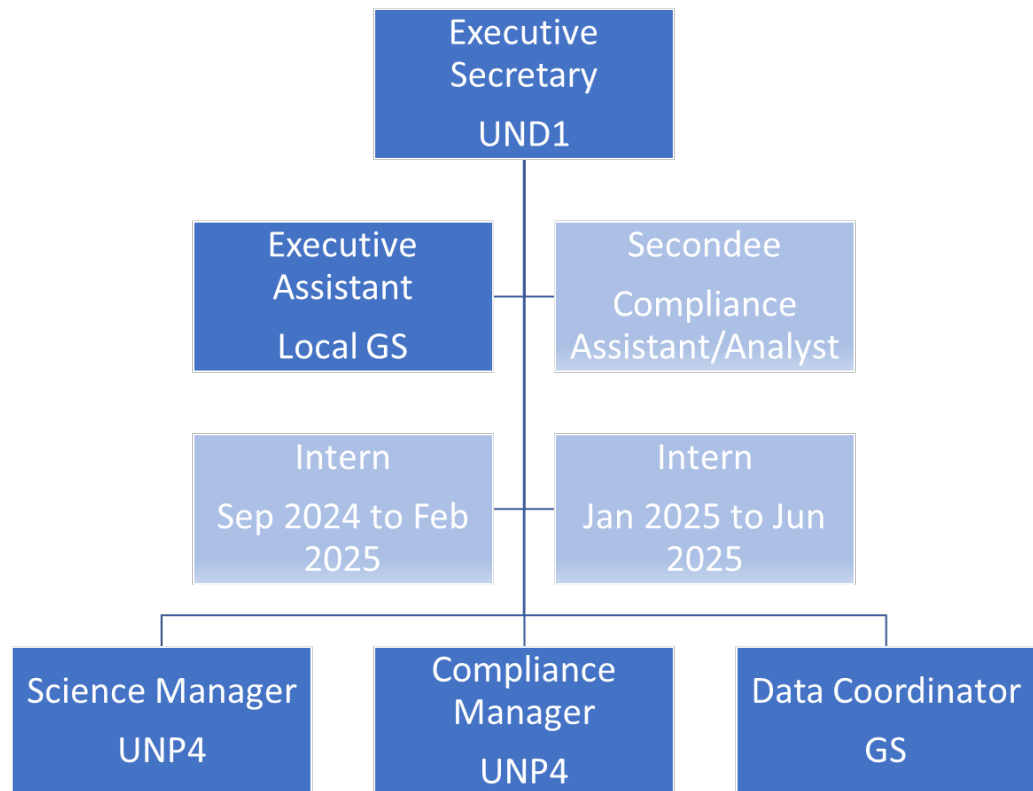 Executive
Secretary
UND1
Executive
Assistant
Local GS
Secondee
Compliance
Assistant/Analyst
Intern
Sep 2024 to Feb
2025
Intern
Jan 2025 to Jun
2025
Science Manager
UNP4
Compliance
Manager
UNP4
Data Coordinator
GS